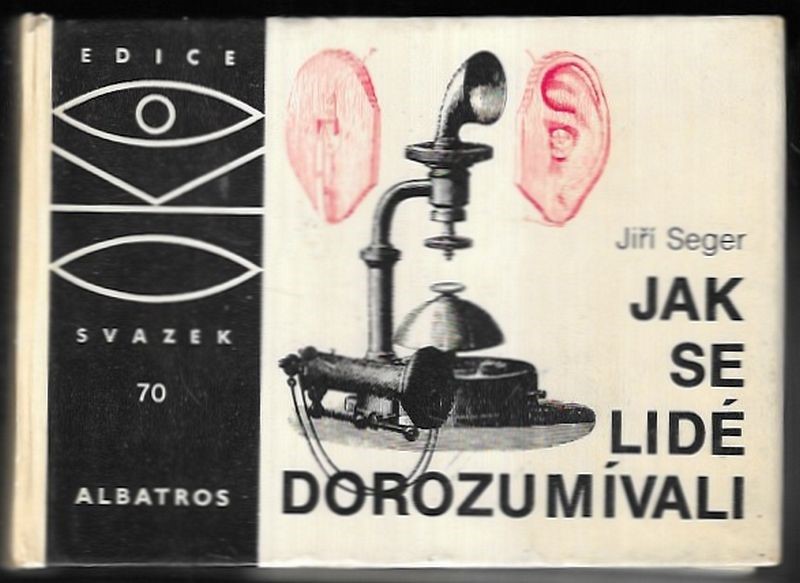 EDICE
SVAZEK
70
ALBATROS
Jiří Seger
JAK
SE
LIDÉ
DOROZUMÍVALI